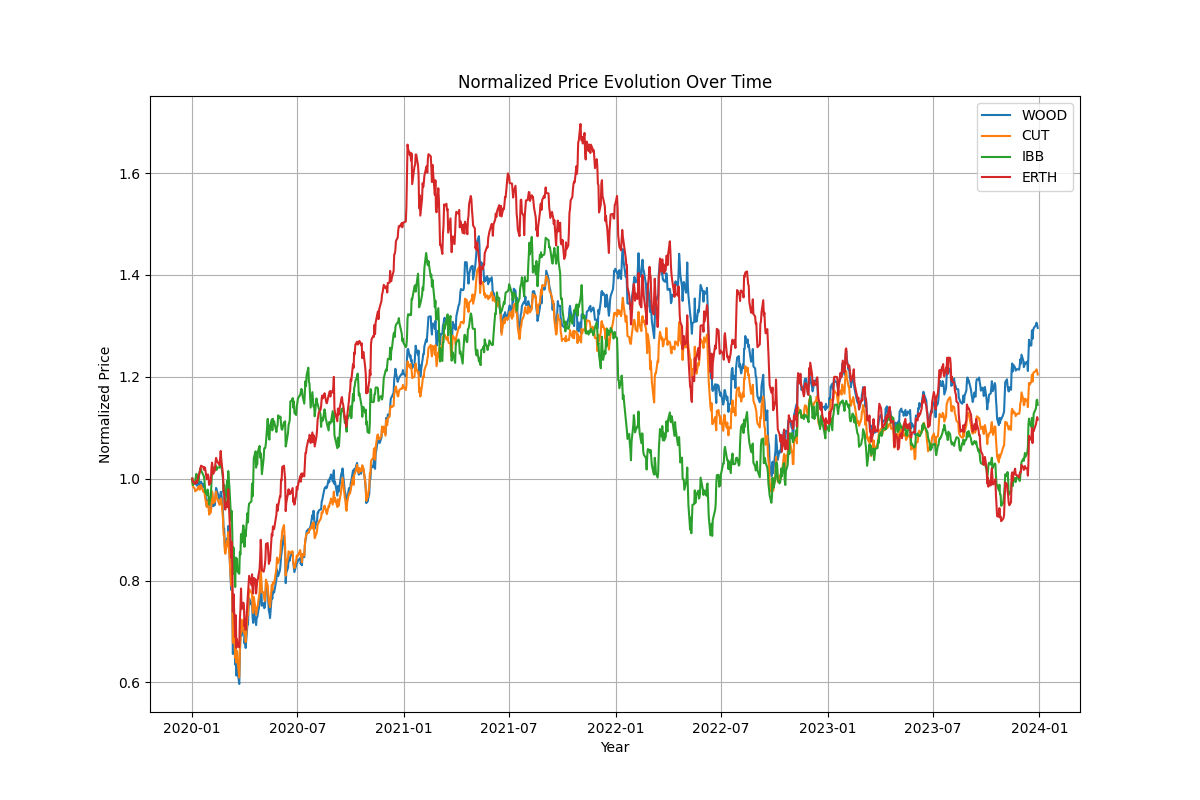 Normalized Price Evolution Over Time
WOOD
CUT
IBB
ERTH
Normalized Price
1.6
1.4
1.2
1.0
0.8
0.6
2020-01 2020-07 2021-01 2021-07 2022-01 2022-07 2023-01 2023-07 2024-01
Year